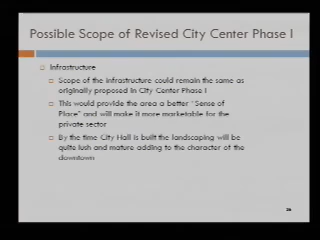 Possible Scope of Revised City Center Phase I
Infrastructure
Scope of the infrastructure could remain the same as
originally proposed in City Center Phase I
This would provide the area a better "Sense of
Place" and will make it more marketable for the
private sector
By the time City Hall is built the landscaping will be
quite lush and mature adding to the character of the
downtown